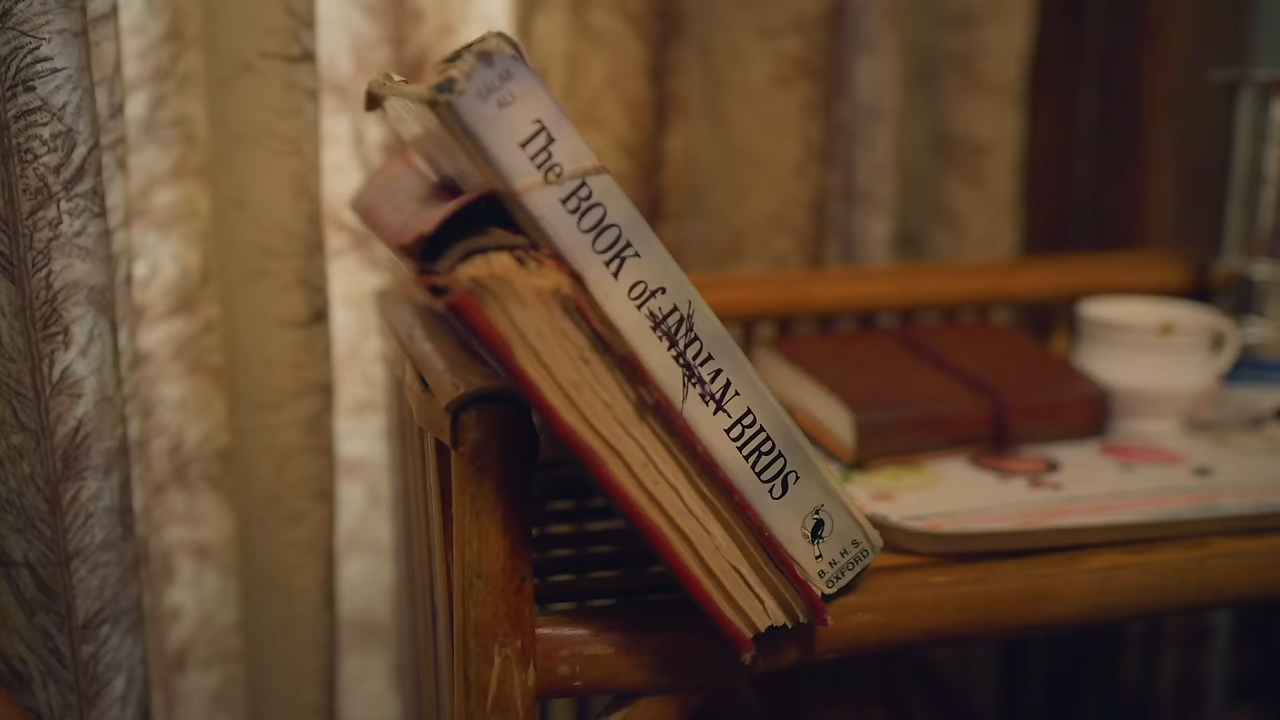 SALIM
ALI
The BOOK of INDIAN BIRDS
B. N. H. S.
OXFORD